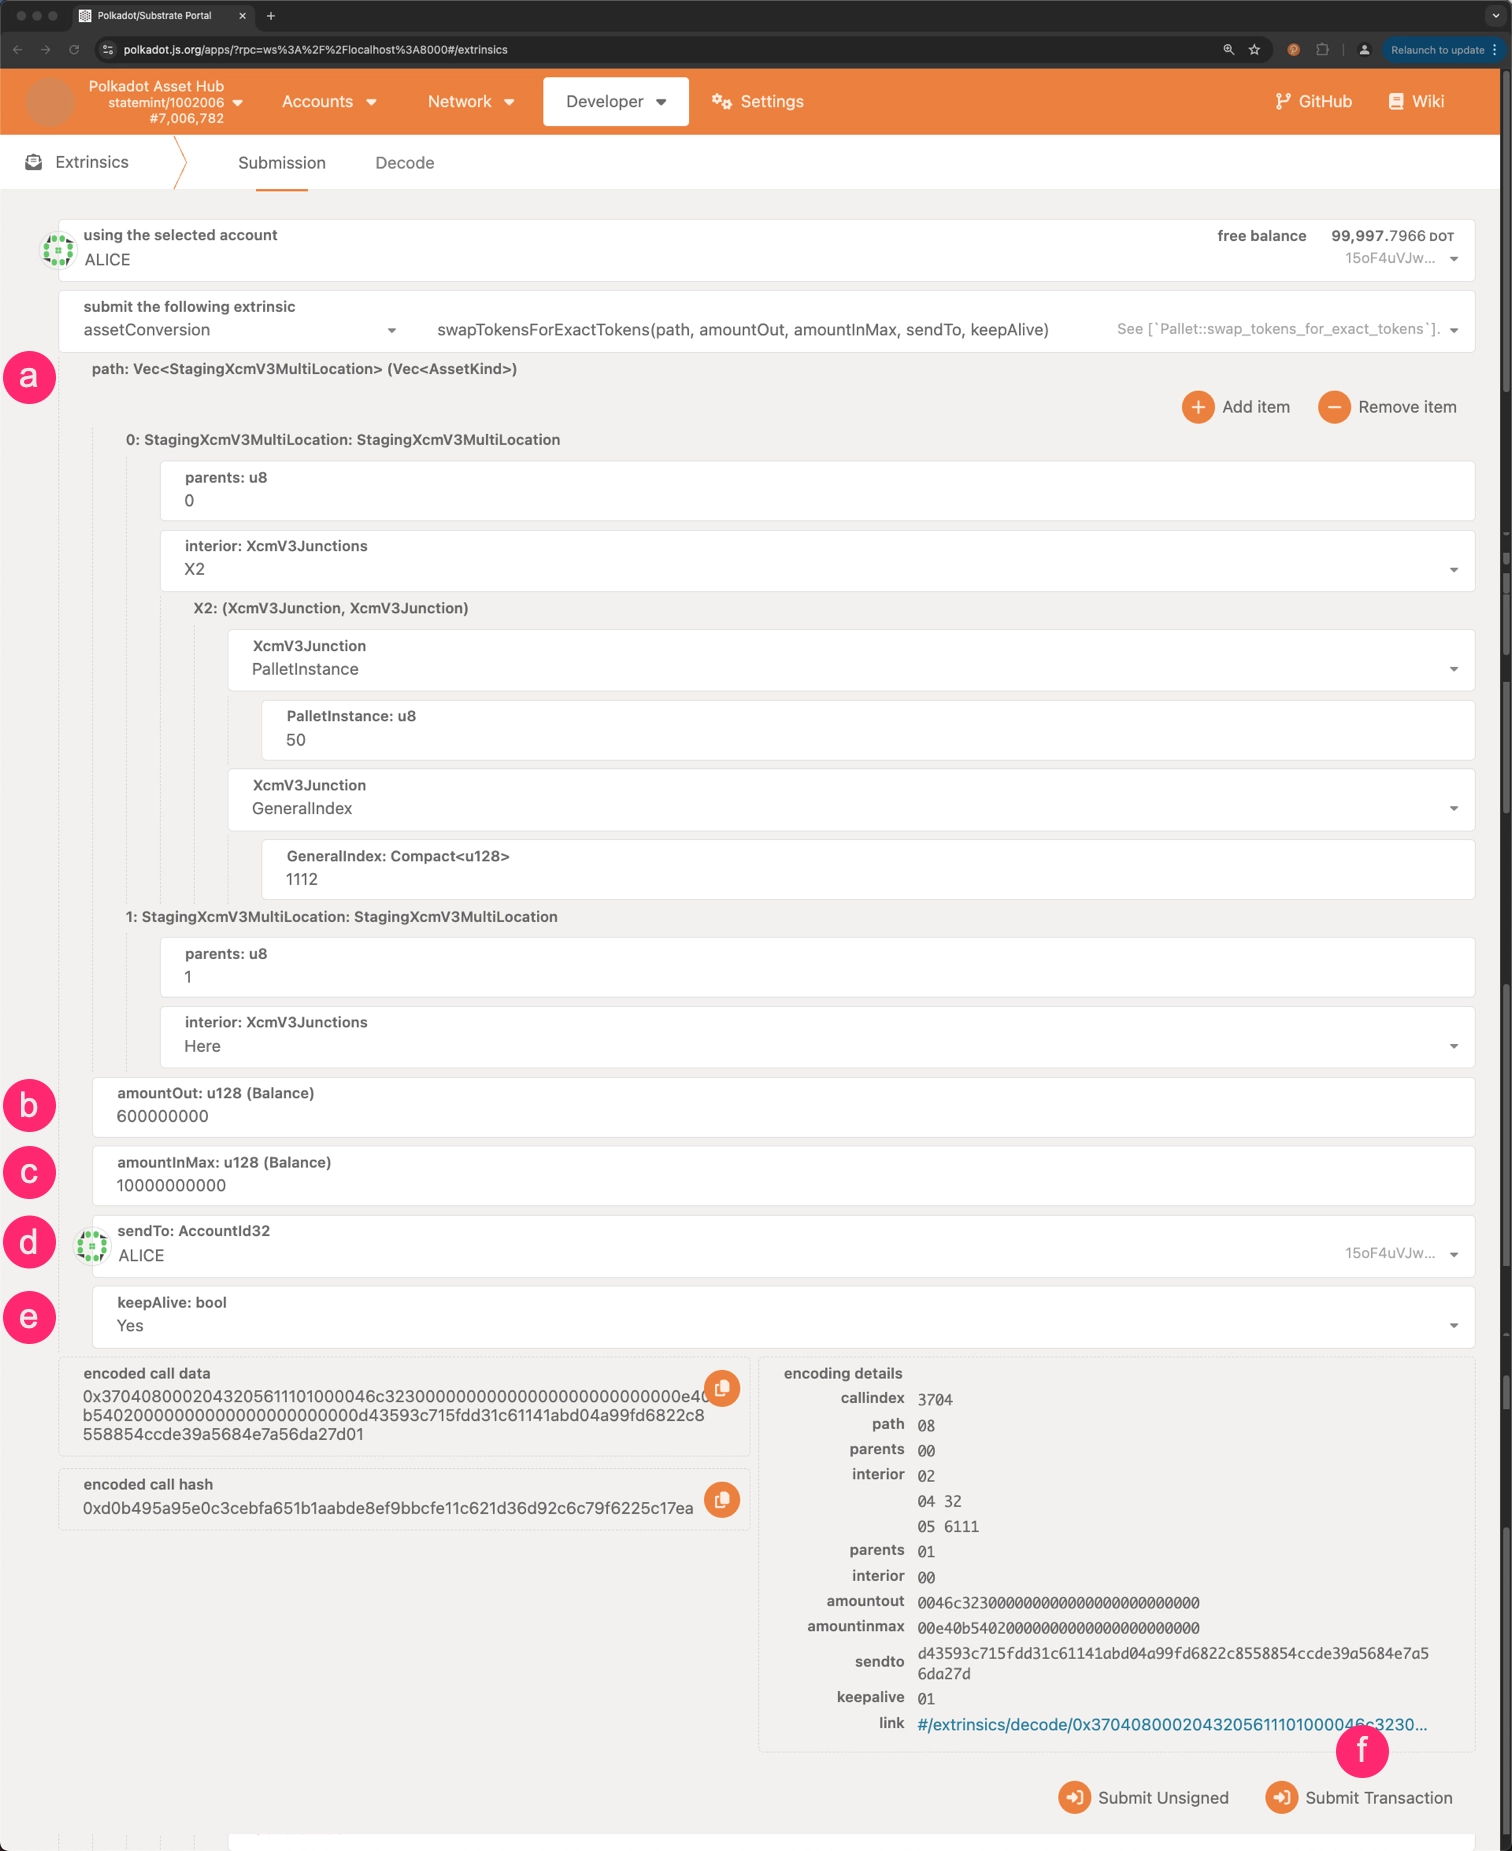 Polkadot/Substrate Portal
polkadot.js.org/apps/?rpc=ws%3A%2F%2Flocalhost%3A8000#/extrinsics
Relaunch to update
Polkadot Asset Hub
statemint/1002006
#7,006,782
Accounts
Network
Developer
Settings
GitHub
Wiki
Extrinsics
Submission
Decode
using the selected account
ALICE
free balance 99,997.7966 DOT
15oF4uVJw...
submit the following extrinsic
assetConversion
swapTokensForExactTokens(path, amountOut, amountInMax, sendTo, keepAlive)
See [`Pallet::swap_tokens_for_exact_tokens`].
a
path: Vec<StagingXcmV3MultiLocation> (Vec<AssetKind>)
Add item
Remove item
0: StagingXcmV3MultiLocation: StagingXcmV3MultiLocation
parents: u8
0
interior: XcmV3Junctions
X2
X2: (XcmV3Junction, XcmV3Junction)
XcmV3Junction
PalletInstance
PalletInstance: u8
50
XcmV3Junction
GeneralIndex
GeneralIndex: Compact<u128>
1112
1: StagingXcmV3MultiLocation: StagingXcmV3MultiLocation
parents: u8
1
interior: XcmV3Junctions
Here
b
amountOut: u128 (Balance)
600000000
c
amountInMax: u128 (Balance)
10000000000
d
sendTo: AccountId32
ALICE
15oF4uVJw...
e
keepAlive: bool
Yes
encoded call data
0x3704080002043205611101000046c32300000000000000000000000000e40
b54020000000000000000000000d43593c715fdd31c61141abd04a99fd6822c8
558854ccde39a5684e7a56da27d01
encoded call hash
0xd0b495a95e0c3cebfa651b1aabde8ef9bbcfe11c621d36d92c6c79f6225c17ea
encoding details
callindex 3704
path 08
parents 00
interior 02
04 32
05 6111
parents 01
interior 00
amountout 0046c323000000000000000000000000
amountinmax 00e40b54020000000000000000000000
sendto d43593c715fdd31c61141abd04a99fd6822c8558854ccde39a5684e7a5
6da27d
keepalive 01
link #/extrinsics/decode/0x3704080002043205611101000046c3230...
f
Submit Unsigned
Submit Transaction